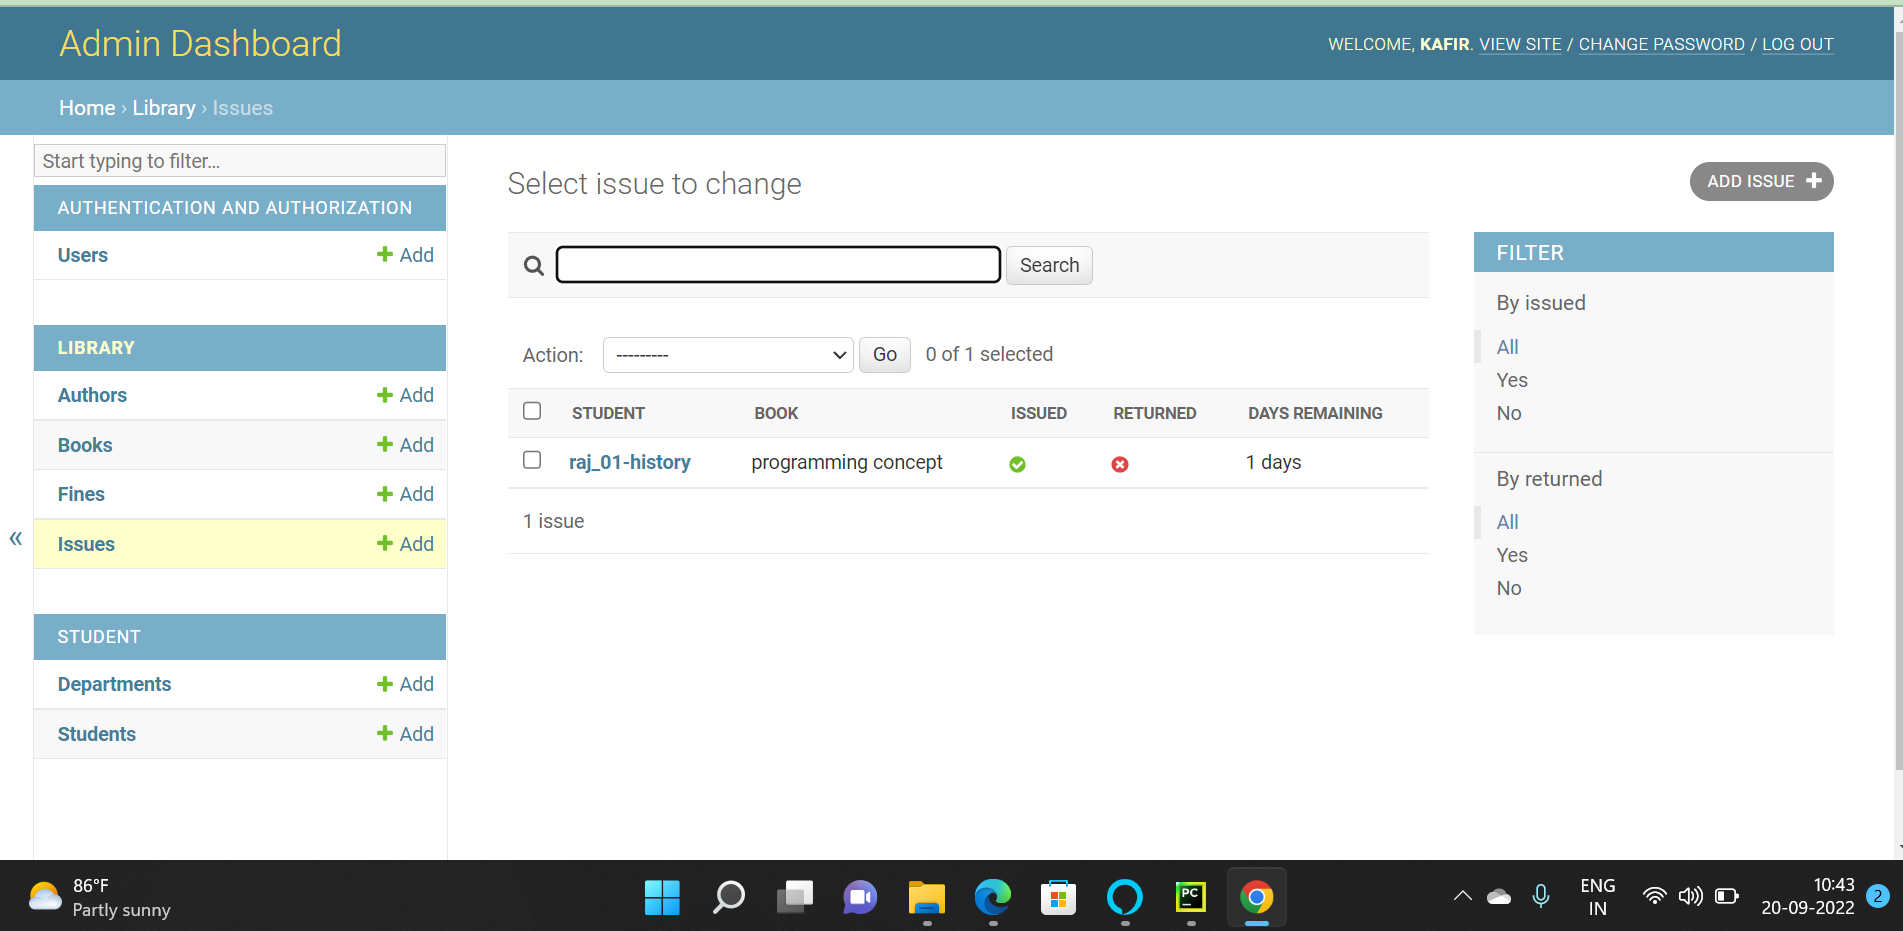 Admin Dashboard
WELCOME, KAFIR. VIEW SITE / CHANGE PASSWORD / LOG OUT
Home › Library › Issues
Start typing to filter...
AUTHENTICATION AND AUTHORIZATION
Users Add
LIBRARY
Authors Add
Books Add
Fines Add
Issues Add
«
STUDENT
Departments Add
Students Add
Select issue to change
ADD ISSUE
Search
Action: --------- Go 0 of 1 selected
STUDENT BOOK ISSUED RETURNED DAYS REMAINING
raj_01-history programming concept 1 days
1 issue
FILTER
By issued
All
Yes
No
By returned
All
Yes
No
86°F
Partly sunny
PC
ENG
IN
10:43
20-09-2022
2